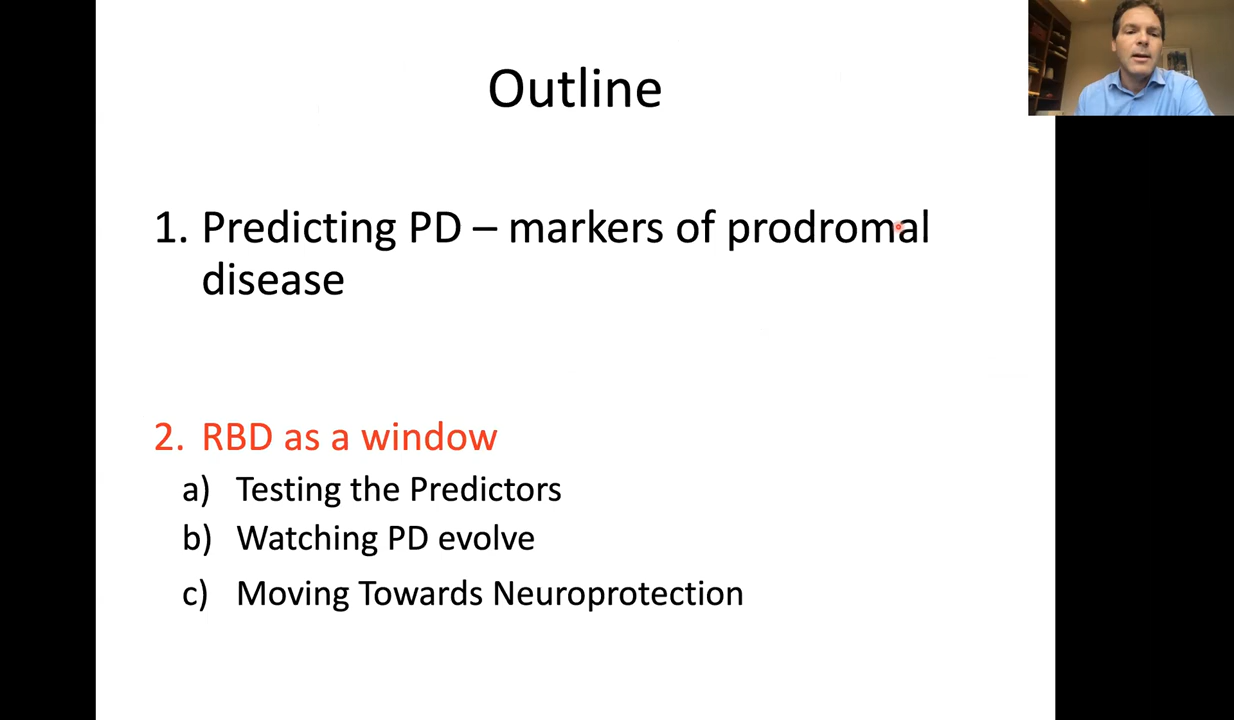 Outline
1. Predicting PD – markers of prodromal
disease
2. RBD as a window
a) Testing the Predictors
b) Watching PD evolve
c) Moving Towards Neuroprotection